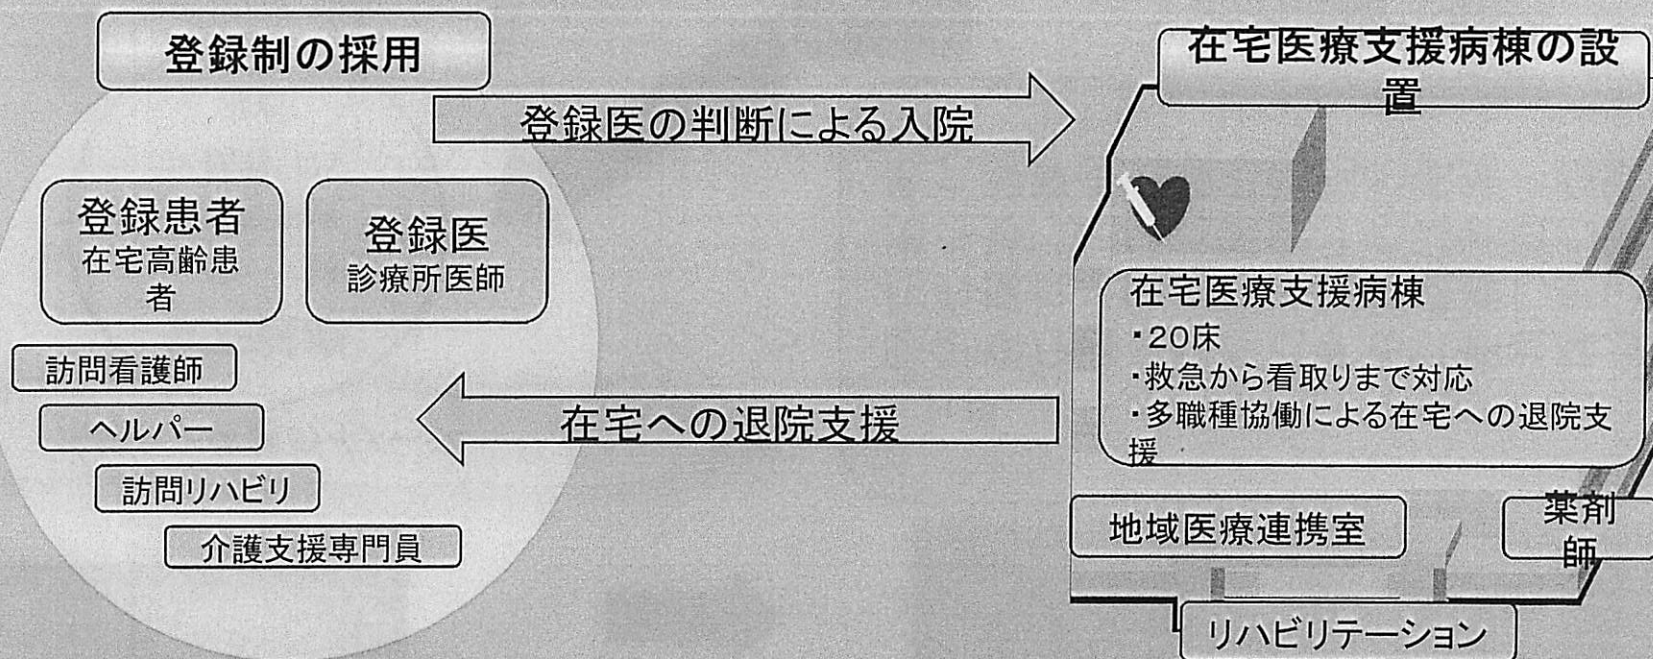 登録制の採用
登録医の判断による入院
登録患者
在宅高齢患
者
登録医
診療所医師
訪問看護師
ヘルパー
訪問リハビリ
介護支援専門員
在宅への退院支援
在宅医療支援病棟の設
置
在宅医療支援病棟
・20床
・救急から看取りまで対応
・多職種協働による在宅への退院支
援
地域医療連携室
薬剤
師
リハビリテーション